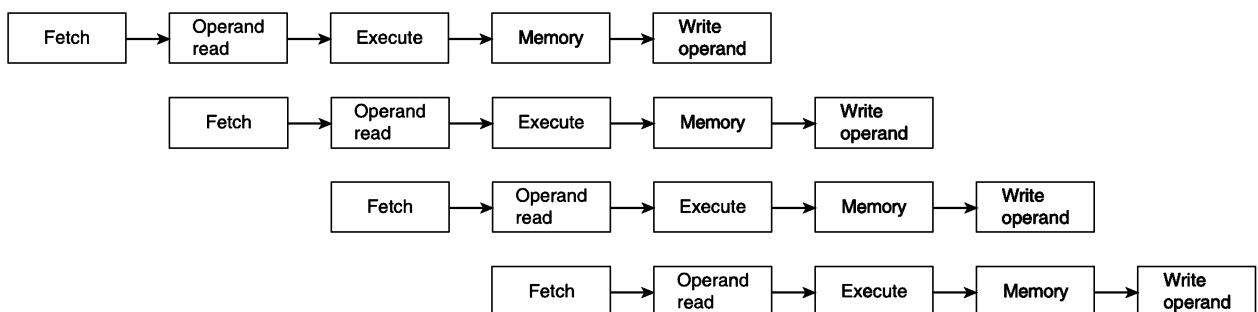 Fetch
Operand
read
Execute
Memory
Write
operand
Fetch
Operand
read
Execute
Memory
Write
operand
Fetch
Operand
read
Execute
Memory
Write
operand
Fetch
Operand
read
Execute
Memory
Write
operand